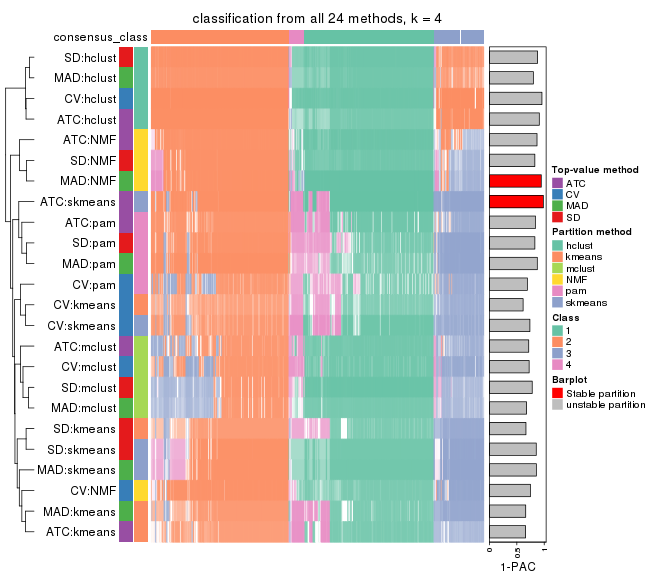 classification from all 24 methods, k = 4
consensus_class
SD:hclust
MAD:hclust
CV:hclust
ATC:hclust
ATC:NMF
SD:NMF
MAD:NMF
ATC:skmeans
ATC:pam
SD:pam
MAD:pam
CV:pam
CV:kmeans
CV:skmeans
ATC:mclust
CV:mclust
SD:mclust
MAD:mclust
SD:kmeans
SD:skmeans
MAD:skmeans
CV:NMF
MAD:kmeans
ATC:kmeans
0
0.5
1
1-PAC
Top-value method
ATC
CV
MAD
SD
Partition method
hclust
kmeans
mclust
NMF
pam
skmeans
Class
1
2
3
4
Barplot
Stable partition
unstable partition